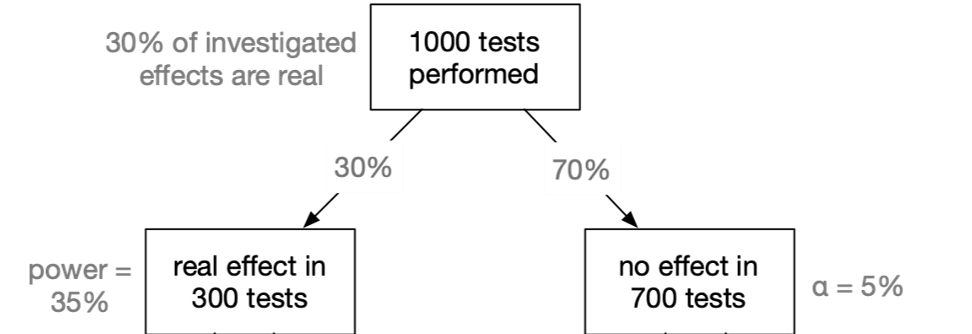 30% of investigated
effects are real
1000 tests
performed
30%
70%
power =
35%
real effect in
300 tests
no effect in
700 tests
α = 5%